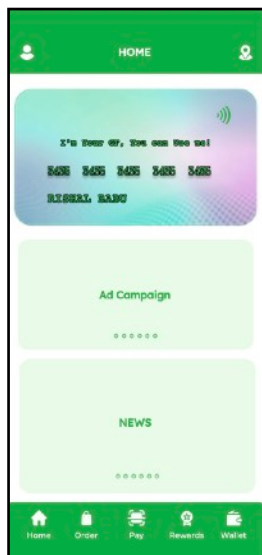 HOME
I'm Your GF, You can Use me!
3456 3456 3456 3456 3456
RISHAL BABU
Ad Campaign
NEWS
Home Order Pay Rewards Wallet